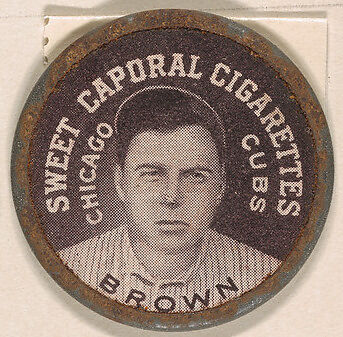 SWEET CAPORAL CIGARETTES
CHICAGO
CUBS
BROWN